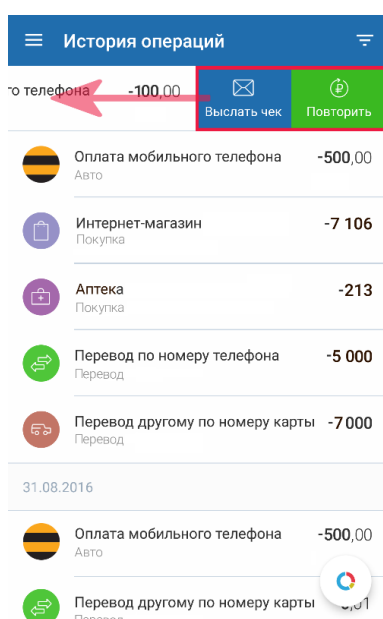 История операций
го телефона -100,00
Выслать чек Повторить
Оплата мобильного телефона -500,00
Авто
Интернет-магазин -7 106
Покупка
Аптека -213
Покупка
Перевод по номеру телефона -5 000
Перевод
Перевод другому по номеру карты -7000
Перевод
31.08.2016
Оплата мобильного телефона -500,00
Авто
Перевод другому по номеру карты
Перевод